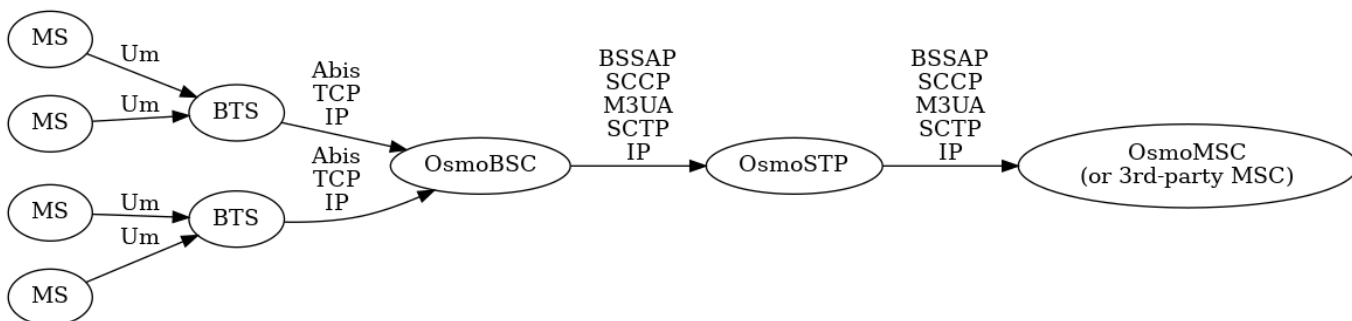 MS
Um
MS
Um
BTS
Abis
TCP
IP
MS
Um
MS
Um
BTS
Abis
TCP
IP
OsmoBSC
BSSAP
SCCP
M3UA
SCTP
IP
OsmoSTP
BSSAP
SCCP
M3UA
SCTP
IP
OsmoMSC
(or 3rd-party MSC)